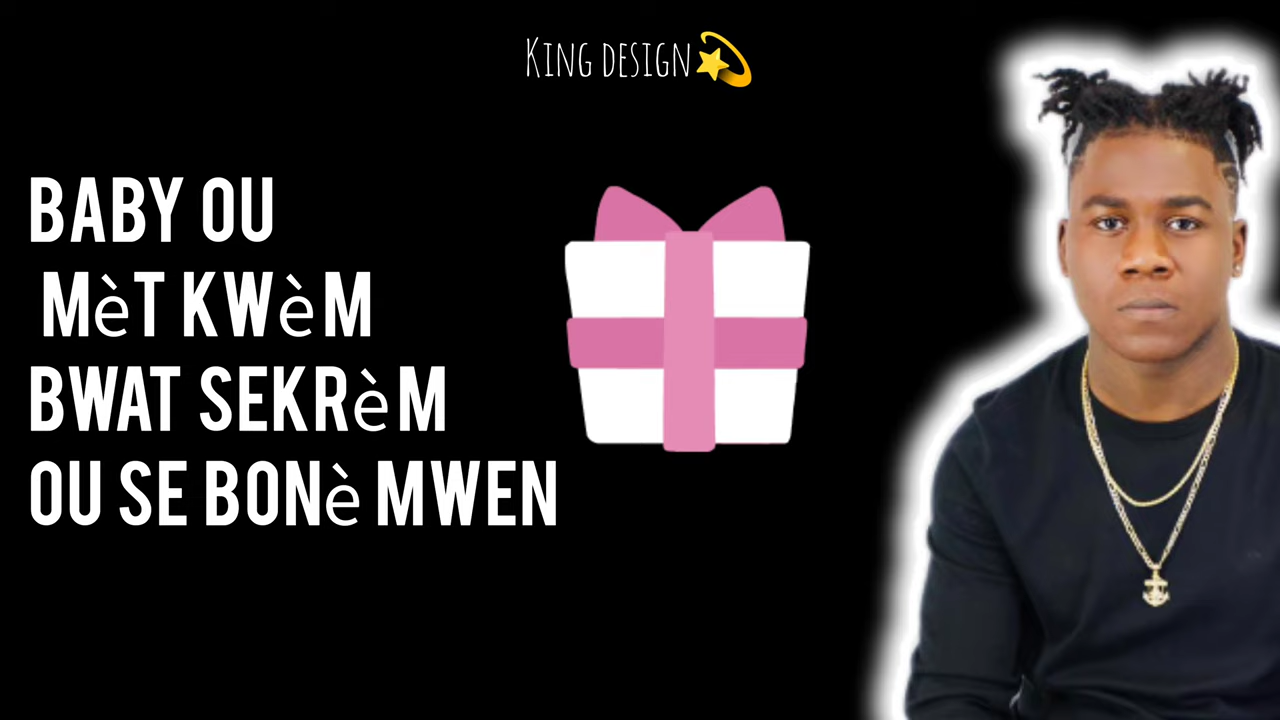 KING DESIGN💫
BABY OU
MèT KWèM
BWAT SEKRèM
OU SE BONè MWEN